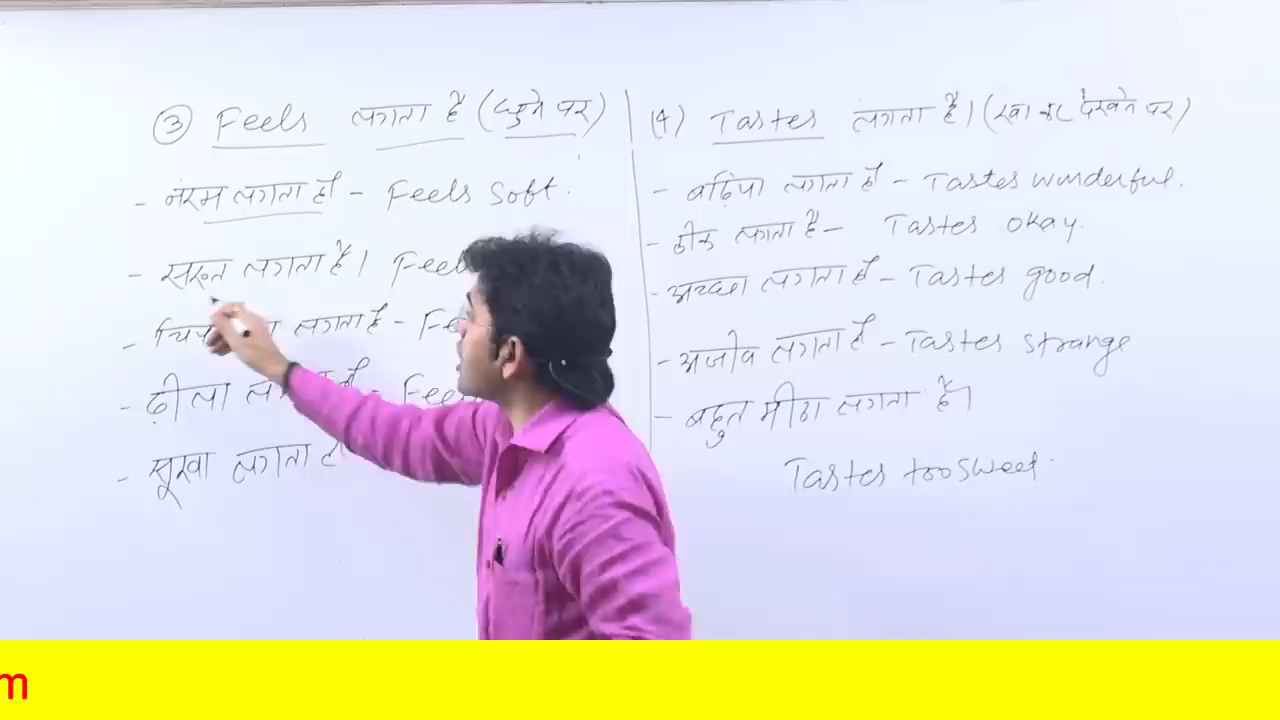 ③ Feels लगता है (छुने पर)
- नरम लगता है - Feels soft.
- सख्त लगता है। Feel
- लगता है - Fe
- ढ़ीला - Feel
- सूखा लगता है
(4) Tastes लगता है। (खा कर देखने पर)
- बढ़िया लगता है - Tastes wonderful.
- ठीक लगता है - Tastes okay.
- अच्छा लगता है - Tastes good.
- अजीब लगता है - Tastes strange
- बहुत मीठा लगता है।
Tastes too sweet.
m